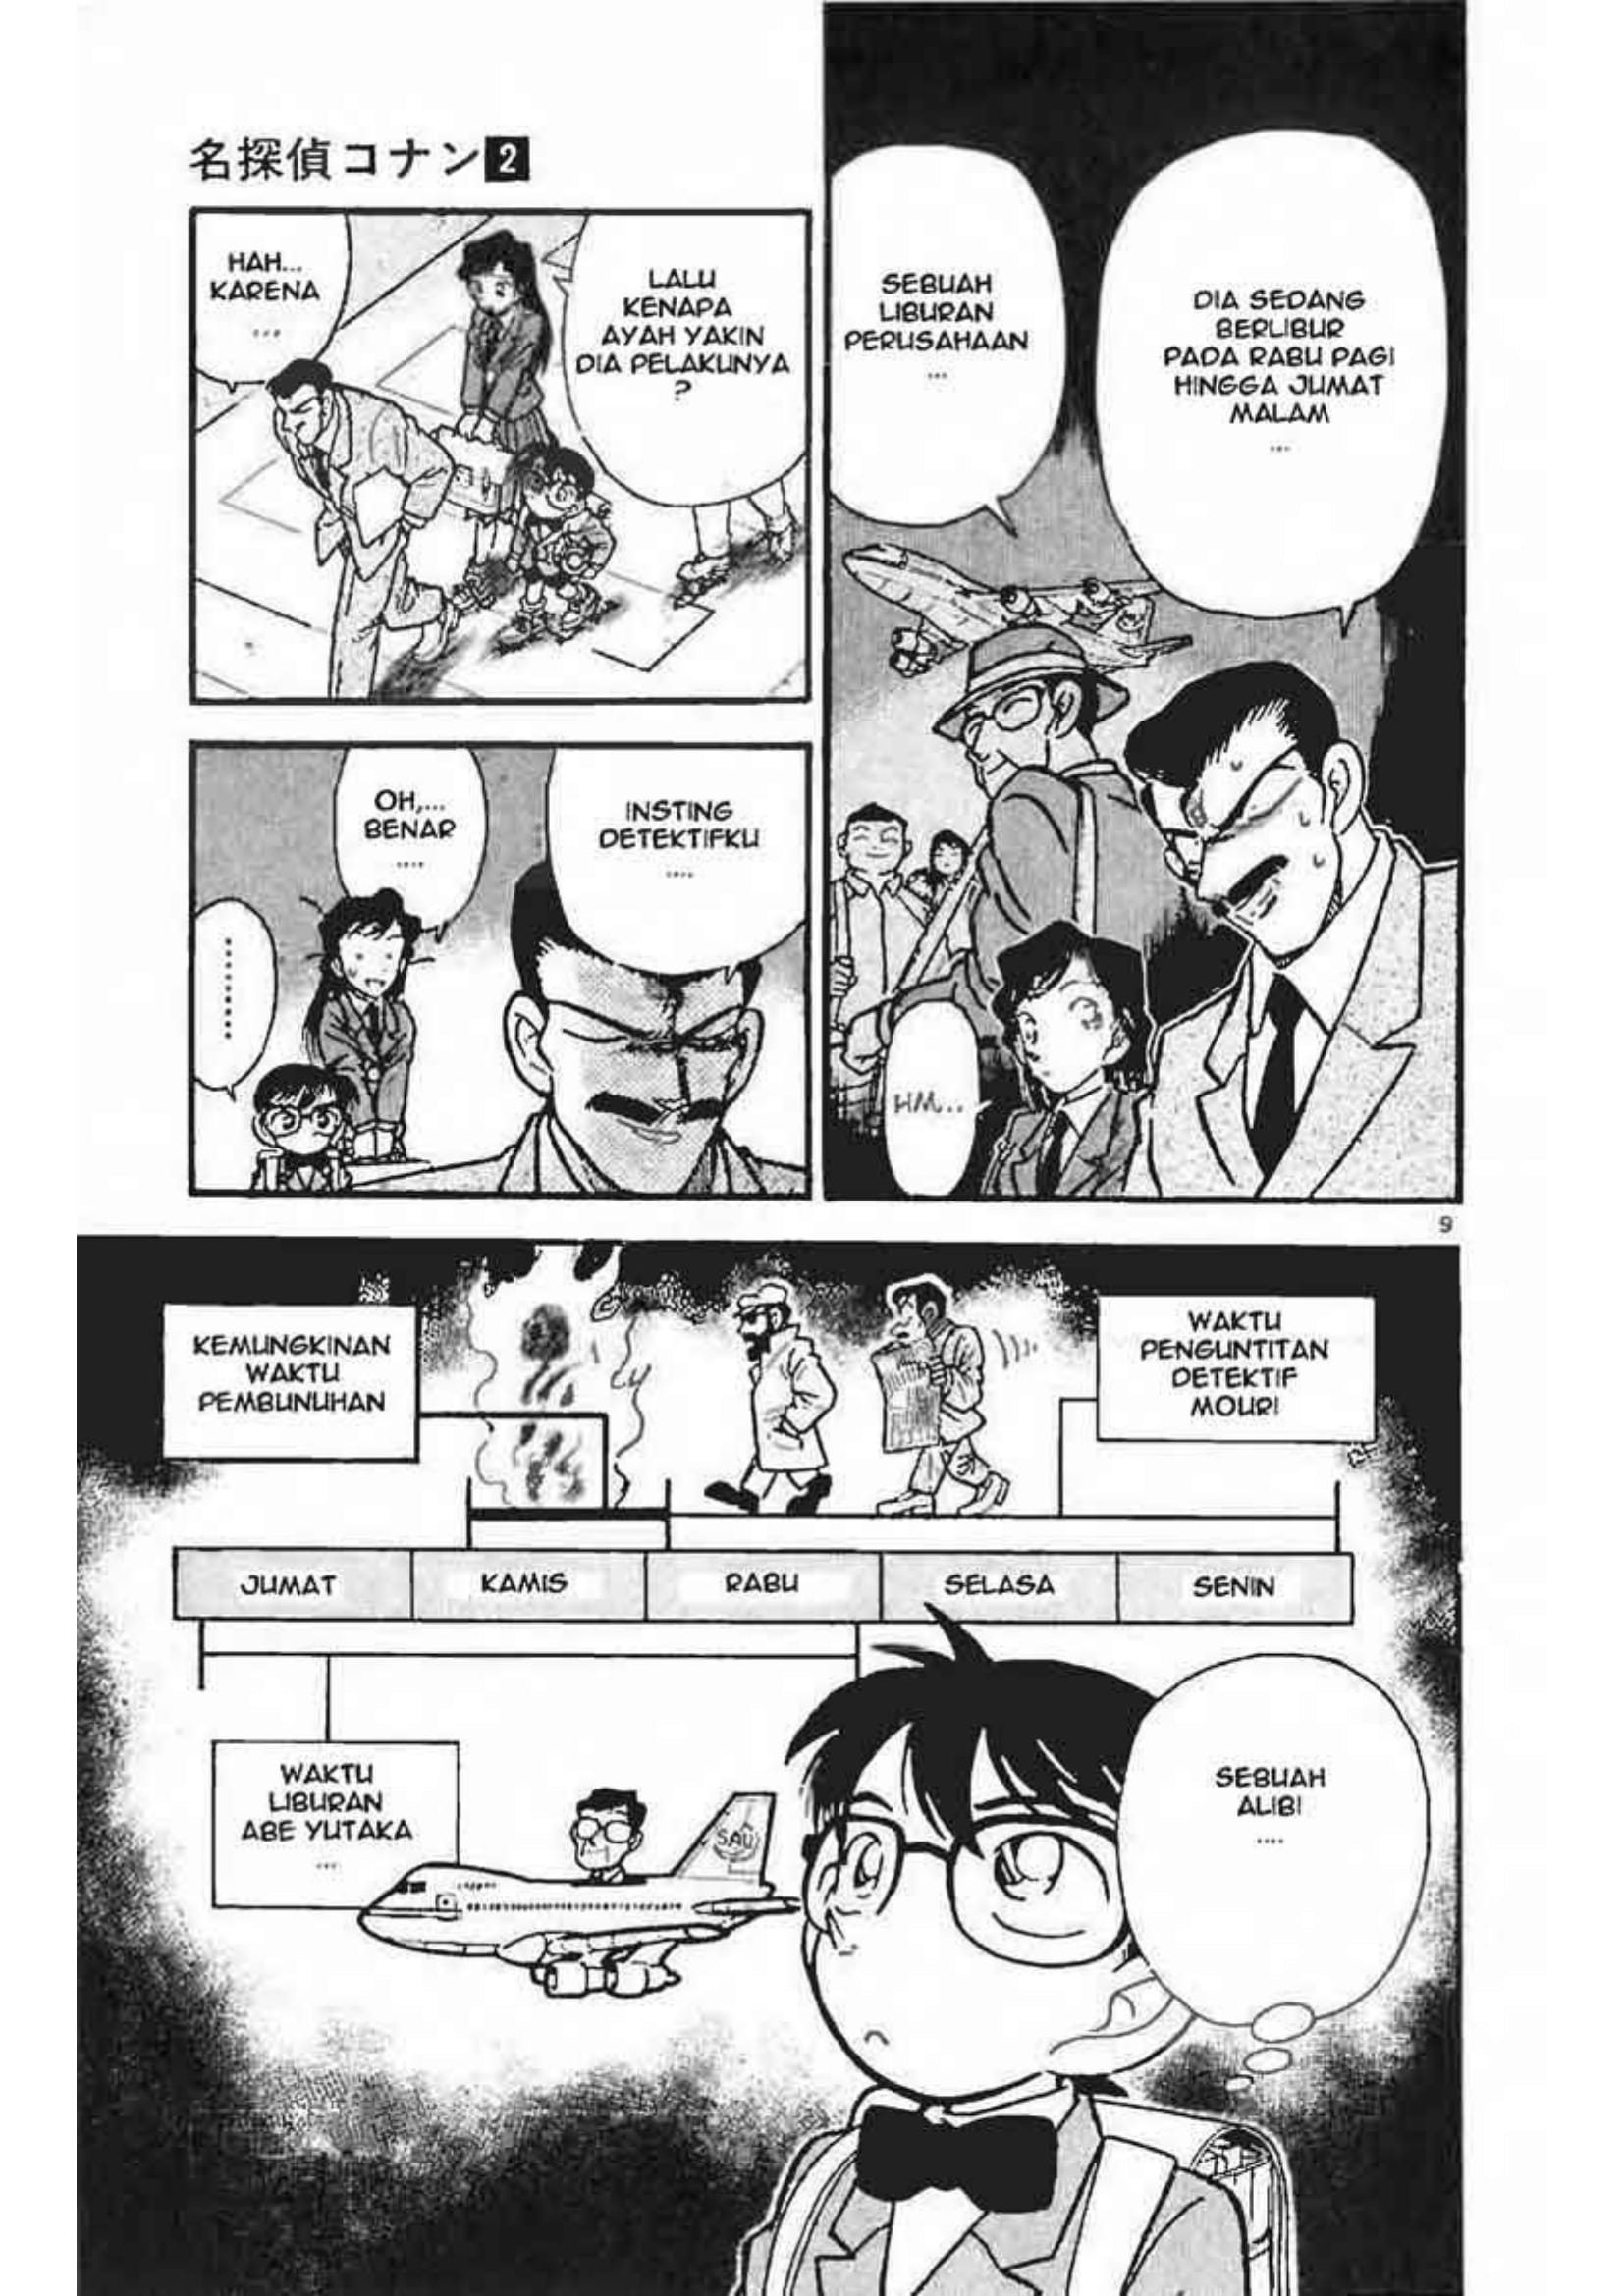 名探偵コナン2
DIA SEDANG
BERLIBUR
PADA RABU PAGI
HINGGA JUMAT
MALAM
...
SEBUAH
LIBURAN
PERUSAHAAN
...
HM...
LALU
KENAPA
AYAH YAKIN
DIA PELAKUNYA
?
HAH...
KARENA
...
INSTING
DETEKTIFKU
....
OH,...
BENAR
....
.........
9
WAKTU
PENGUNTITAN
DETEKTIF
MOURI
KEMUNGKINAN
WAKTU
PEMBUNUHAN
JUMAT
KAMIS
RABU
SELASA
SENIN
SEBUAH
ALIBI
....
WAKTU
LIBURAN
ABE YUTAKA
...
SAU